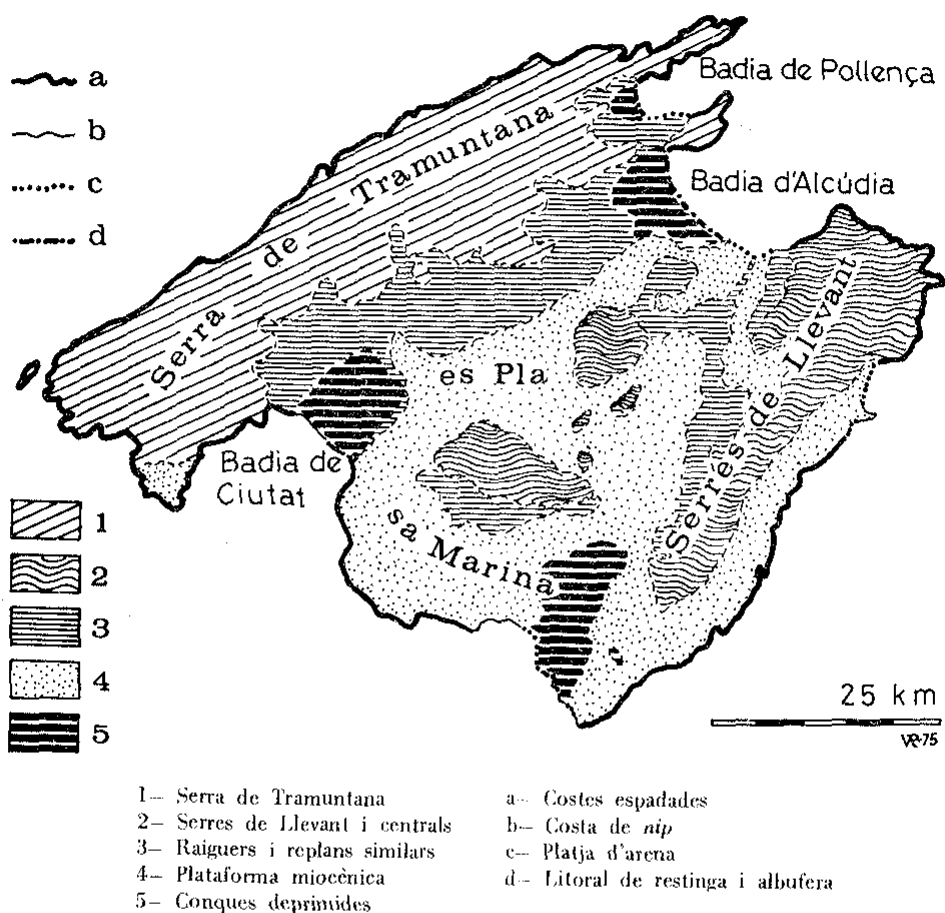 a
b
c
d
Badia de Pollença
Badia d'Alcúdia
Serra de Tramuntana
es Pla
Serres de Llevant
Badia de
Ciutat
sa Marina
1
2
3
4
5
25 km
VR-75
1– Serra de Tramuntana
2– Serres de Llevant i centrals
3– Raiguers i replans similars
4– Plataforma miocènica
5– Conques deprimides
a– Costes espadades
b– Costa de nip
c– Platja d'arena
d– Litoral de restinga i albufera